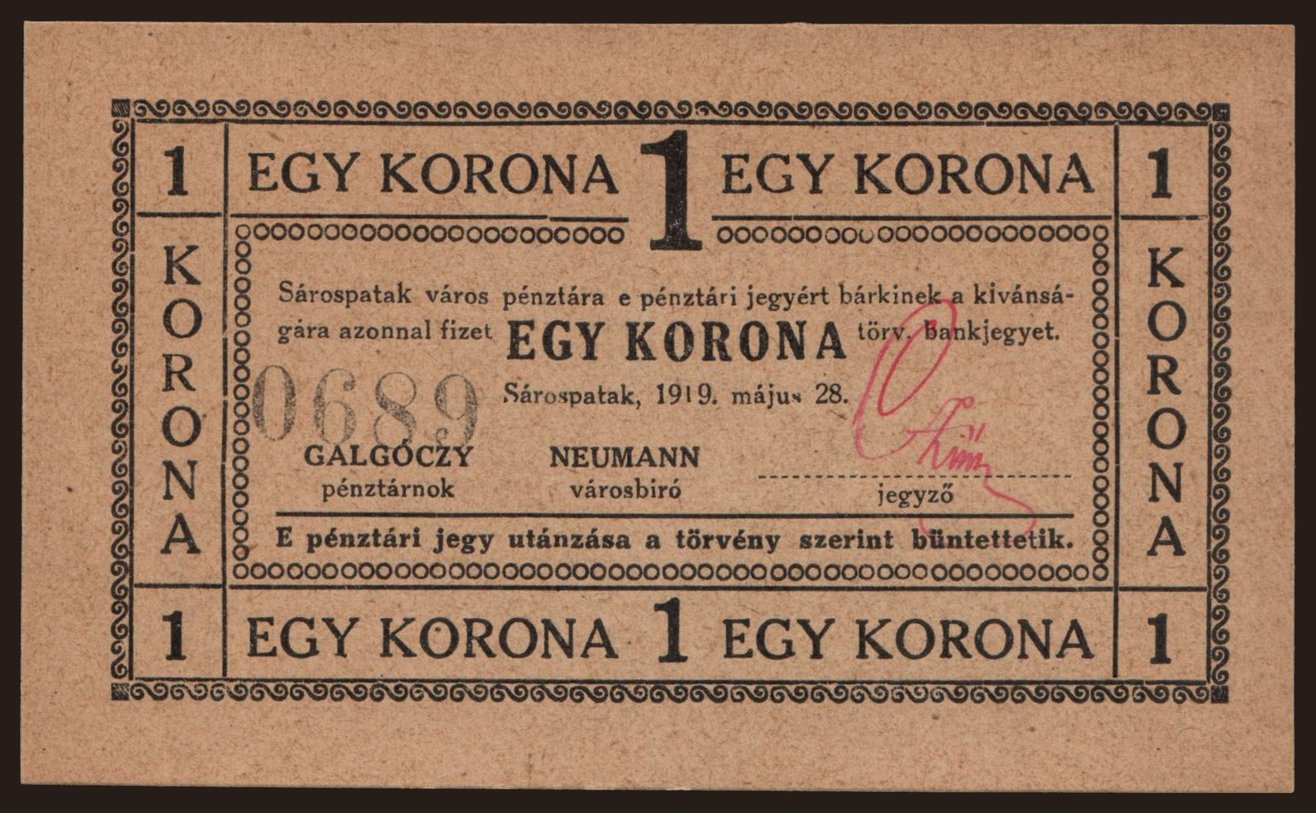 1 EGY KORONA 1 EGY KORONA 1
KORONA
KORONA
Sárospatak város pénztára e pénztári jegyért bárkinek a kivánsá-
gára azonnal fizet EGY KORONA törv. bankjegyet.
0689
Sárospatak, 1919. május 28.
GALGÓCZY NEUMANN
pénztárnok városbiró jegyző
E pénztári jegy utánzása a törvény szerint büntettetik.
1 EGY KORONA 1 EGY KORONA 1